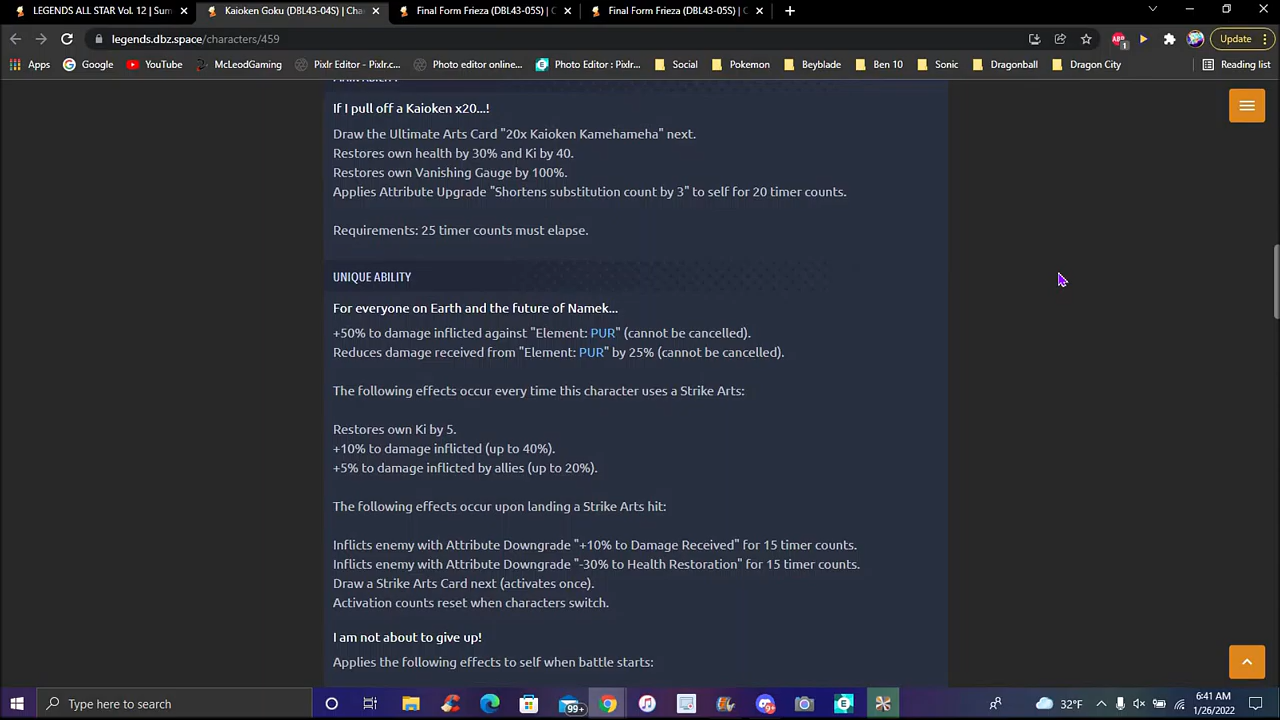 LEGENDS ALL STAR Vol. 12 | Sum
Kaioken Goku (DBL43-04S) | Cha
Final Form Frieza (DBL43-05S) | C
Final Form Frieza (DBL43-05S) | C
legends.dbz.space/characters/459
1
Update
Apps
Google
YouTube
McLeodGaming
Pixlr Editor - Pixlr.c...
Photo editor online...
Photo Editor : Pixlr...
Social
Pokemon
Beyblade
Ben 10
Sonic
Dragonball
Dragon City
Reading list
MAIN ABILITY
If I pull off a Kaioken x20...!
Draw the Ultimate Arts Card "20x Kaioken Kamehameha" next.
Restores own health by 30% and Ki by 40.
Restores own Vanishing Gauge by 100%.
Applies Attribute Upgrade "Shortens substitution count by 3" to self for 20 timer counts.
Requirements: 25 timer counts must elapse.
UNIQUE ABILITY
For everyone on Earth and the future of Namek...
+50% to damage inflicted against "Element: PUR" (cannot be cancelled).
Reduces damage received from "Element: PUR" by 25% (cannot be cancelled).
The following effects occur every time this character uses a Strike Arts:
Restores own Ki by 5.
+10% to damage inflicted (up to 40%).
+5% to damage inflicted by allies (up to 20%).
The following effects occur upon landing a Strike Arts hit:
Inflicts enemy with Attribute Downgrade "+10% to Damage Received" for 15 timer counts.
Inflicts enemy with Attribute Downgrade "-30% to Health Restoration" for 15 timer counts.
Draw a Strike Arts Card next (activates once).
Activation counts reset when characters switch.
I am not about to give up!
Applies the following effects to self when battle starts:
Type here to search
99+
32°F
6:41 AM
1/26/2022